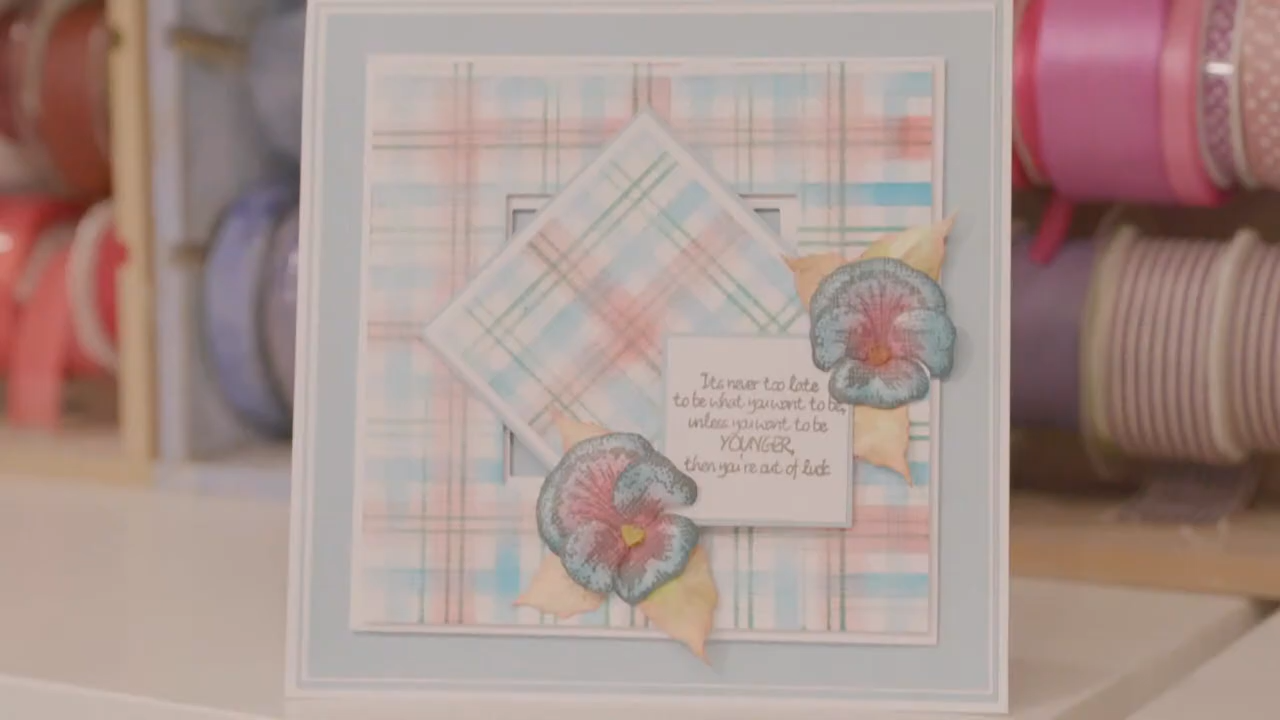 Its never too late
to be what you want to be,
unless you want to be
YOUNGER,
then you're out of luck